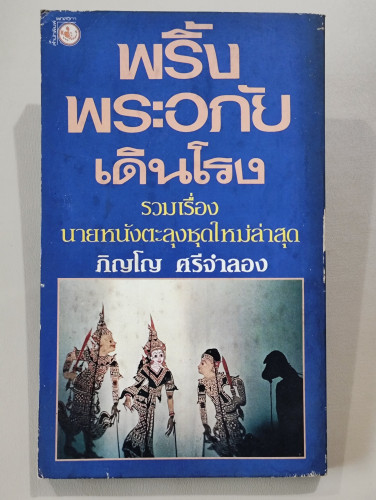 พริ้ง
พระอภัย
เดินโรง
รวมเรื่อง
นายหนังตะลุงชุดใหม่ล่าสุด
ภิญโญ ศรีจำลอง